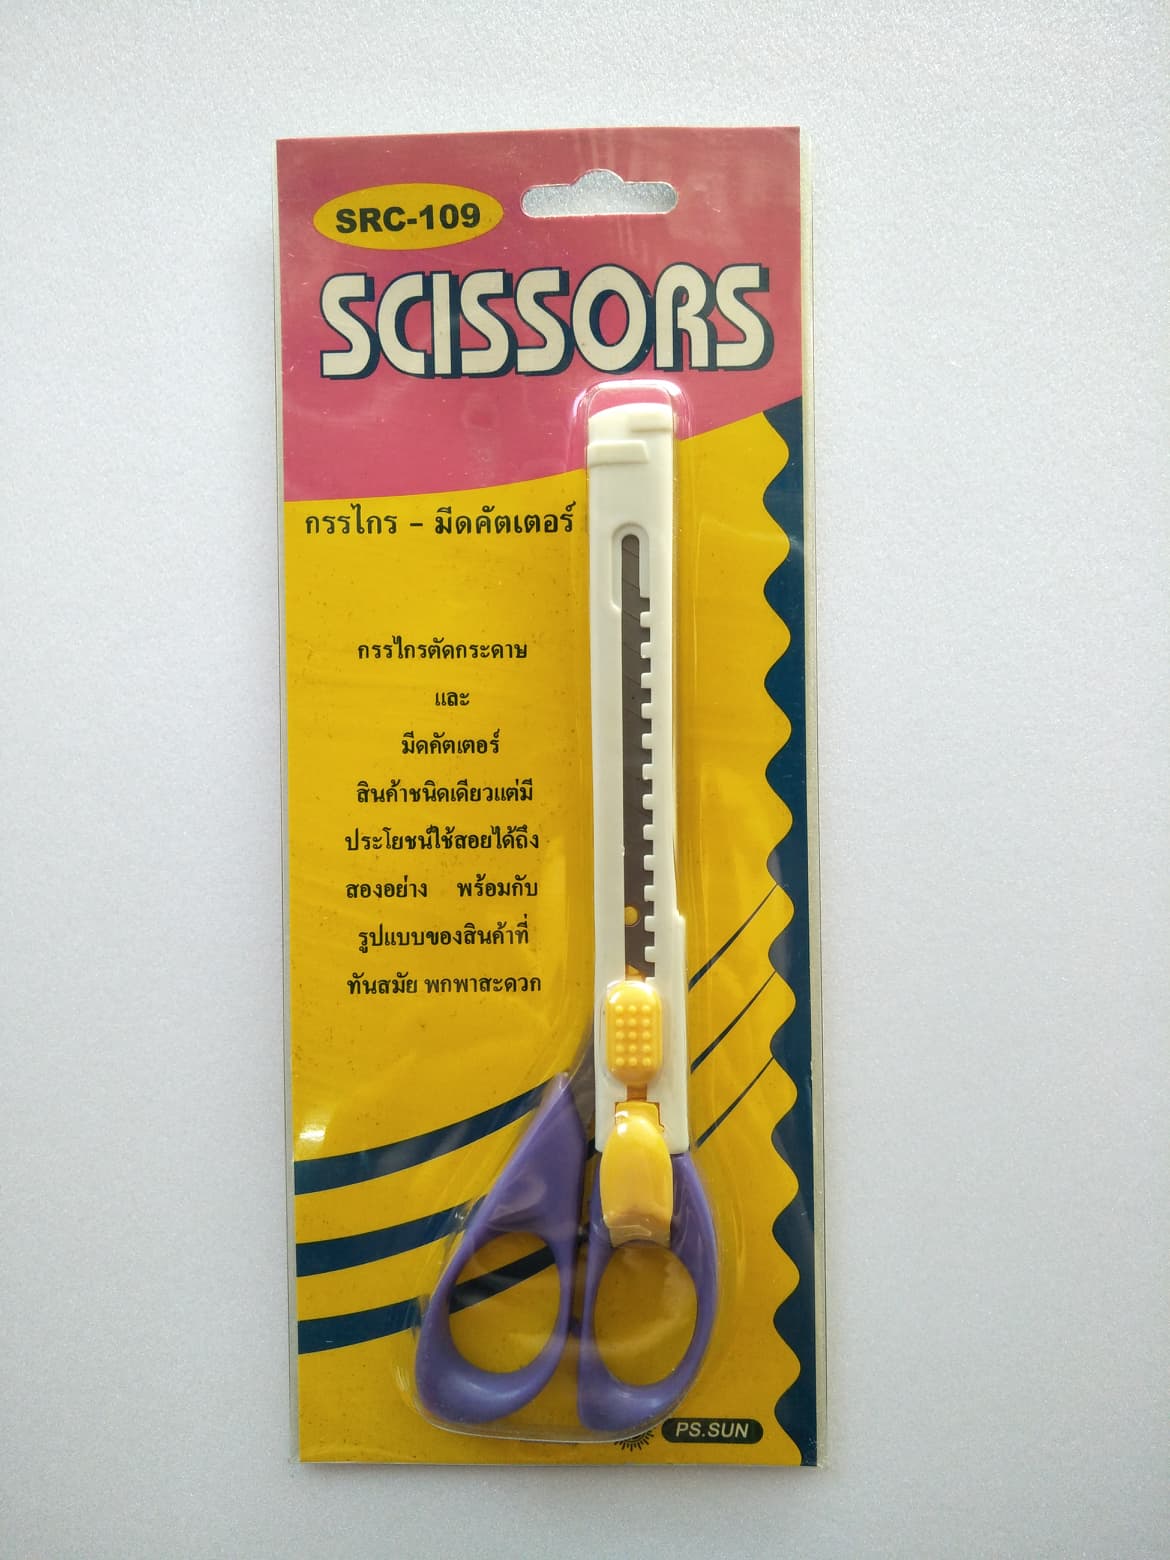 SRC-109
SCISSORS
กรรไกร - มีดคัตเตอร์
กรรไกรตัดกระดาษ
และ
มีดคัตเตอร์
สินค้าชนิดเดียวแต่มี
ประโยชน์ใช้สอยได้ถึง
สองอย่าง พร้อมกับ
รูปแบบของสินค้าที่
ทันสมัย พกพาสะดวก
PS.SUN